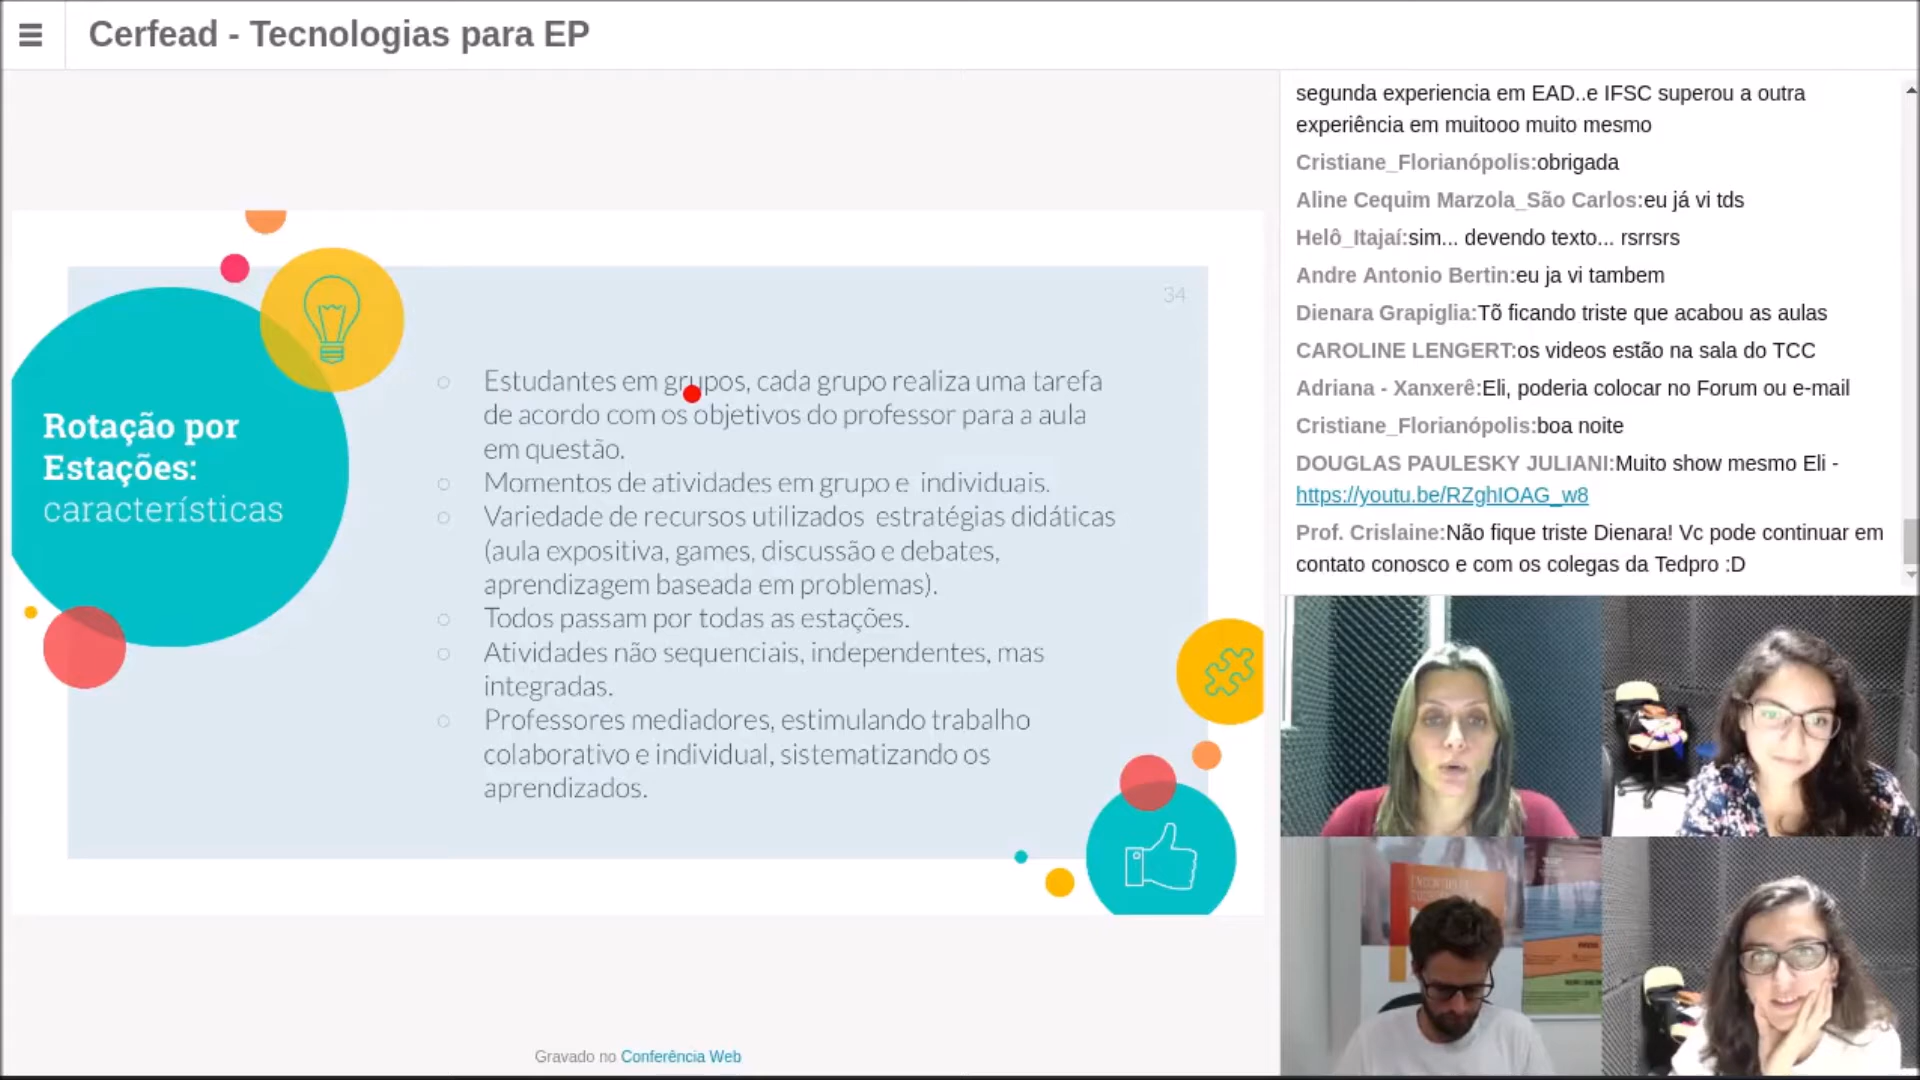 Cerfead - Tecnologias para EP
34
Rotação por
Estações:
características
Estudantes em grupos, cada grupo realiza uma tarefa
de acordo com os objetivos do professor para a aula
em questão.
Momentos de atividades em grupo e individuais.
Variedade de recursos utilizados estratégias didáticas
(aula expositiva, games, discussão e debates,
aprendizagem baseada em problemas).
Todos passam por todas as estações.
Atividades não sequenciais, independentes, mas
integradas.
Professores mediadores, estimulando trabalho
colaborativo e individual, sistematizando os
aprendizados.
Gravado no Conferência Web
segunda experiencia em EAD..e IFSC superou a outra
experiência em muitooo muito mesmo
Cristiane_Florianópolis:obrigada
Aline Cequim Marzola_São Carlos:eu já vi tds
Helô_Itajaí:sim... devendo texto... rsrrsrs
Andre Antonio Bertin:eu ja vi tambem
Dienara Grapiglia:Tô ficando triste que acabou as aulas
CAROLINE LENGERT:os videos estão na sala do TCC
Adriana - Xanxerê:Eli, poderia colocar no Forum ou e-mail
Cristiane_Florianópolis:boa noite
DOUGLAS PAULESKY JULIANI:Muito show mesmo Eli -
https://youtu.be/RZghIOAG_w8
Prof. Crislaine:Não fique triste Dienara! Vc pode continuar em
contato conosco e com os colegas da Tedpro :D